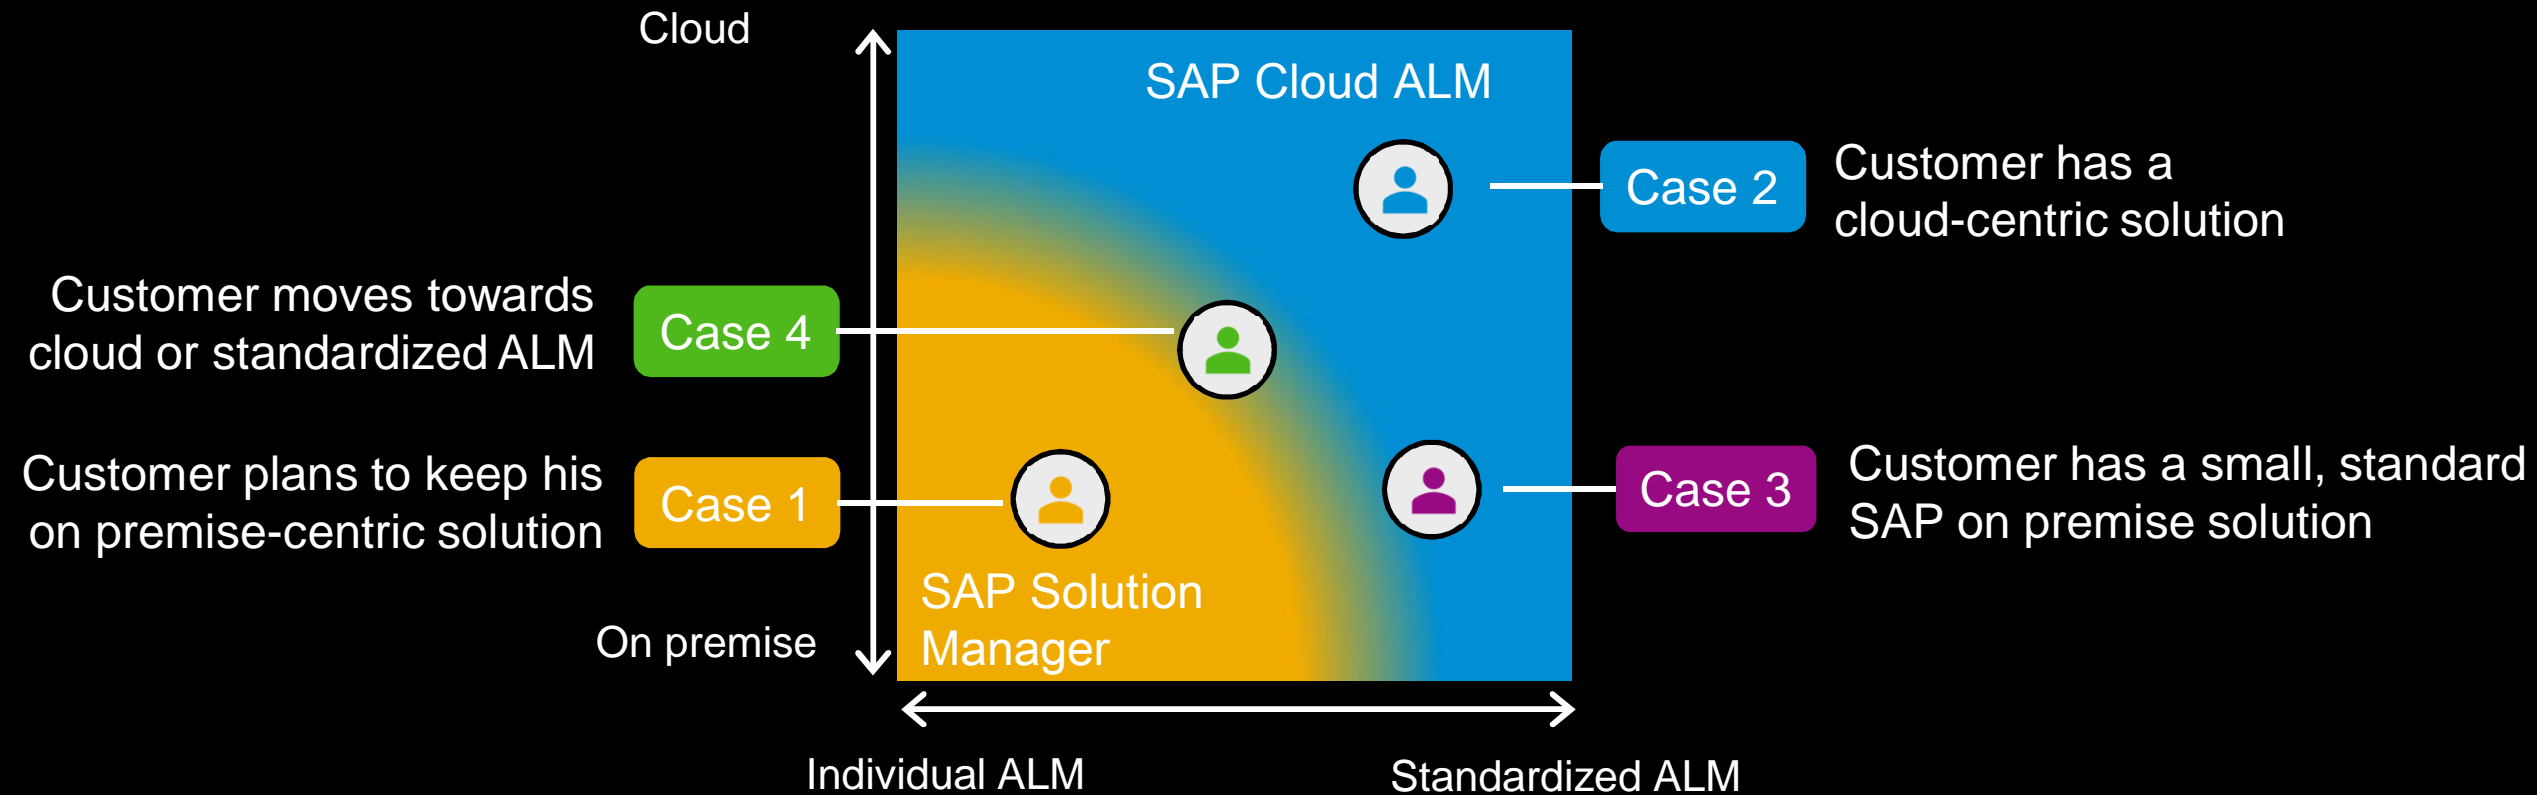 Cloud
SAP Cloud ALM
Case 2
Customer has a
cloud-centric solution
Customer moves towards
cloud or standardized ALM
Case 4
Customer plans to keep his
on premise-centric solution
Case 1
Case 3
Customer has a small, standard
SAP on premise solution
SAP Solution
Manager
On premise
Individual ALM
Standardized ALM